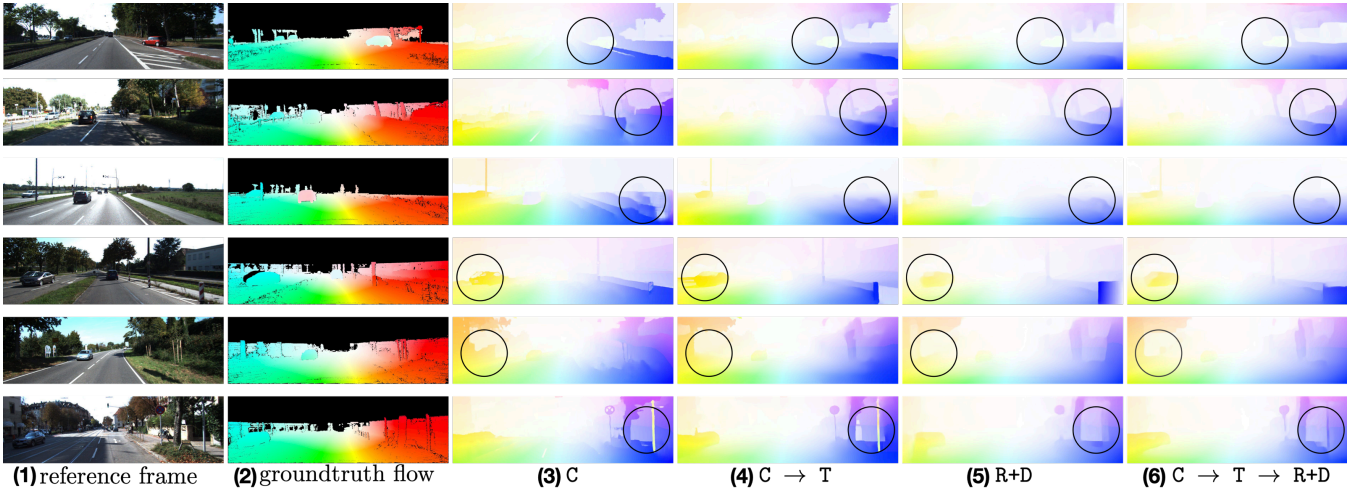 (1) reference frame (2) groundtruth flow (3) C (4) C → T (5) R+D (6) C → T → R+D